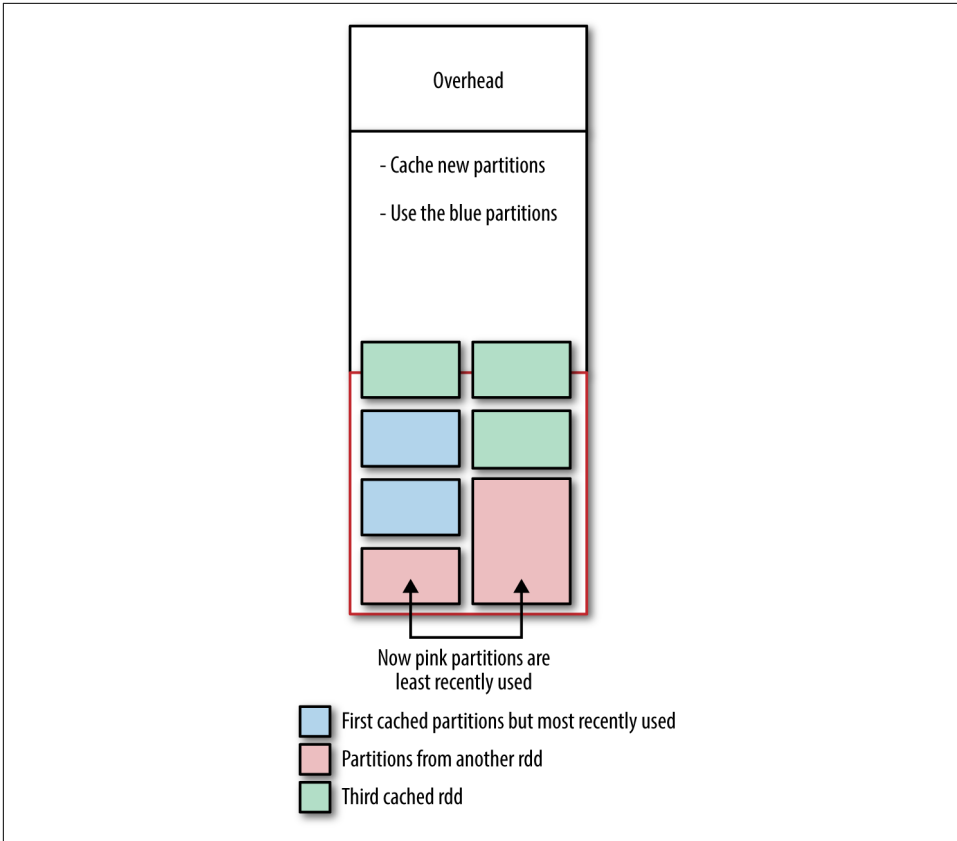 Overhead
- Cache new partitions
- Use the blue partitions
Now pink partitions are
least recently used
First cached partitions but most recently used
Partitions from another rdd
Third cached rdd